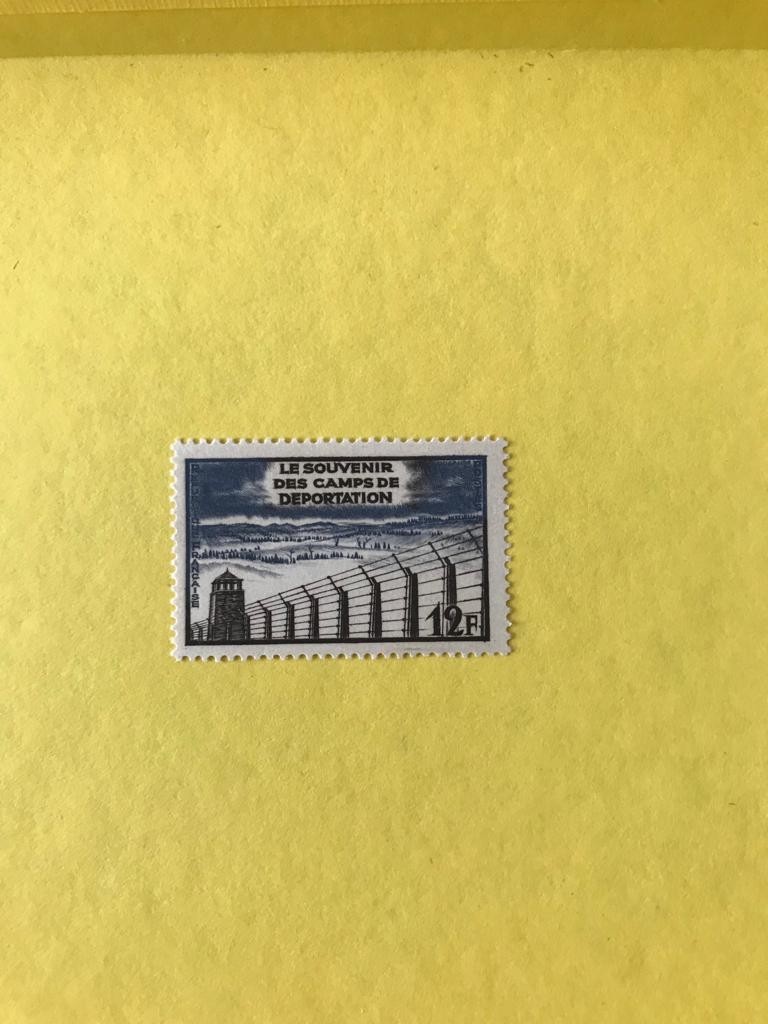 LE SOUVENIR
DES CAMPS DE
DEPORTATION
FRANÇAISE
12F